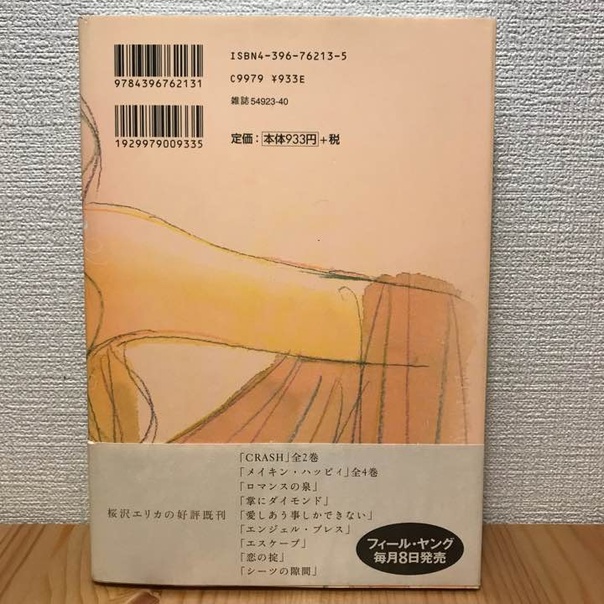 ISBN4-396-76213-5
9784396762131
C9979 ¥933E
雑誌 54923-40
1929979009335
定価：本体933円+税
桜沢エリカの好評既刊
「CRASH」全2巻
「メイキン・ハッピィ」全4巻
「ロマンスの泉」
「掌にダイモンド」
「愛しあう事しかできない」
「エンジェル・ブレス」
「エスケープ」
「恋の掟」
「シーツの隙間」
フィール・ヤング
毎月8日発売